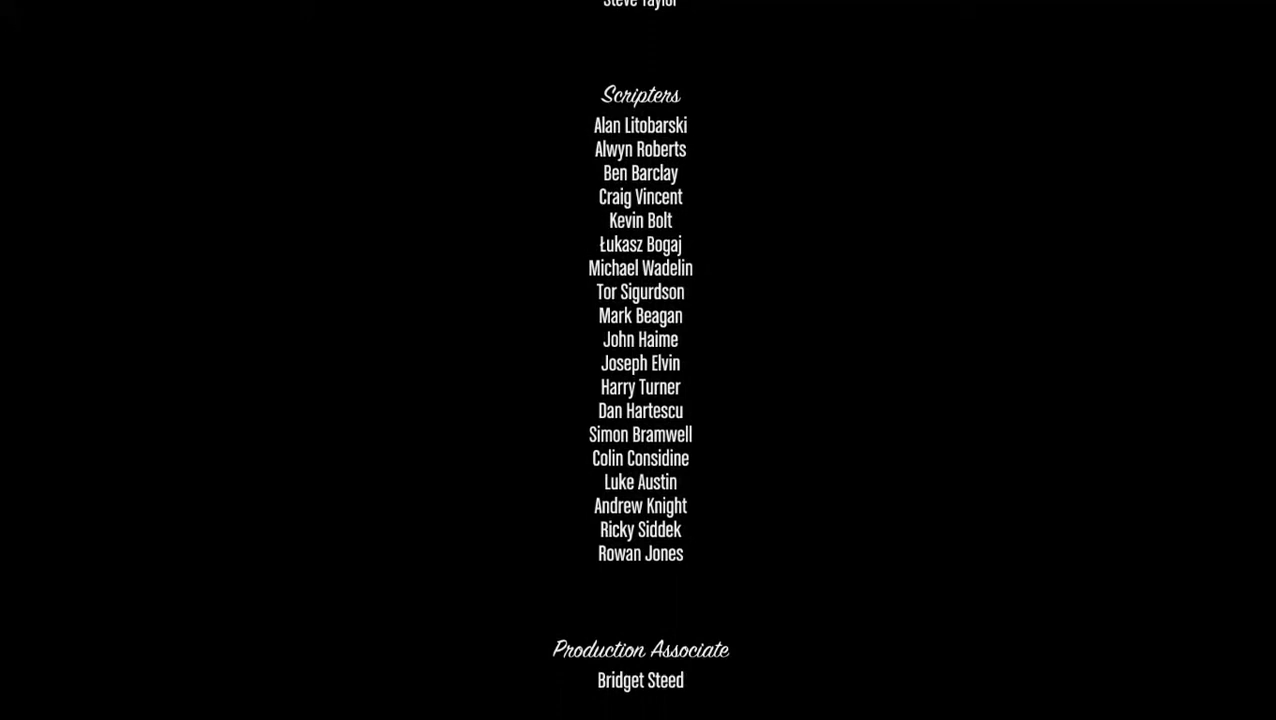 Steve Taylor
Scripters
Alan Litobarski
Alwyn Roberts
Ben Barclay
Craig Vincent
Kevin Bolt
Łukasz Bogaj
Michael Wadelin
Tor Sigurdson
Mark Beagan
John Haime
Joseph Elvin
Harry Turner
Dan Hartescu
Simon Bramwell
Colin Considine
Luke Austin
Andrew Knight
Ricky Siddek
Rowan Jones
Production Associate
Bridget Steed